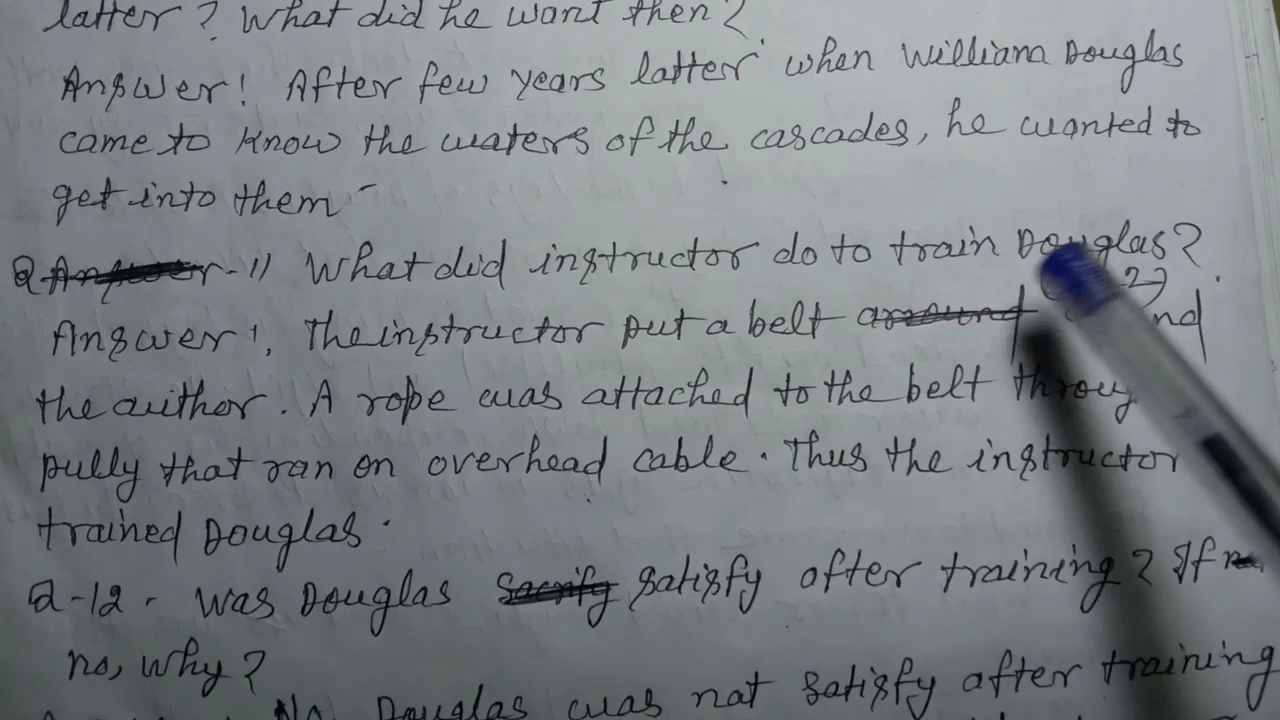 latter? What did he want then?
Answer! After few years latter when William Douglas
came to know the waters of the cascades, he wanted to
get into them
Q-11 What did instructor do to train Douglas?
Answer! The instructor put a belt
the author. A rope was attached to the belt throug
pully that ran on overhead cable. Thus the instructor
trained Douglas.
Q-12. Was Douglas satisfy after training? If
no, why?
No Douglas was not satisfy after training